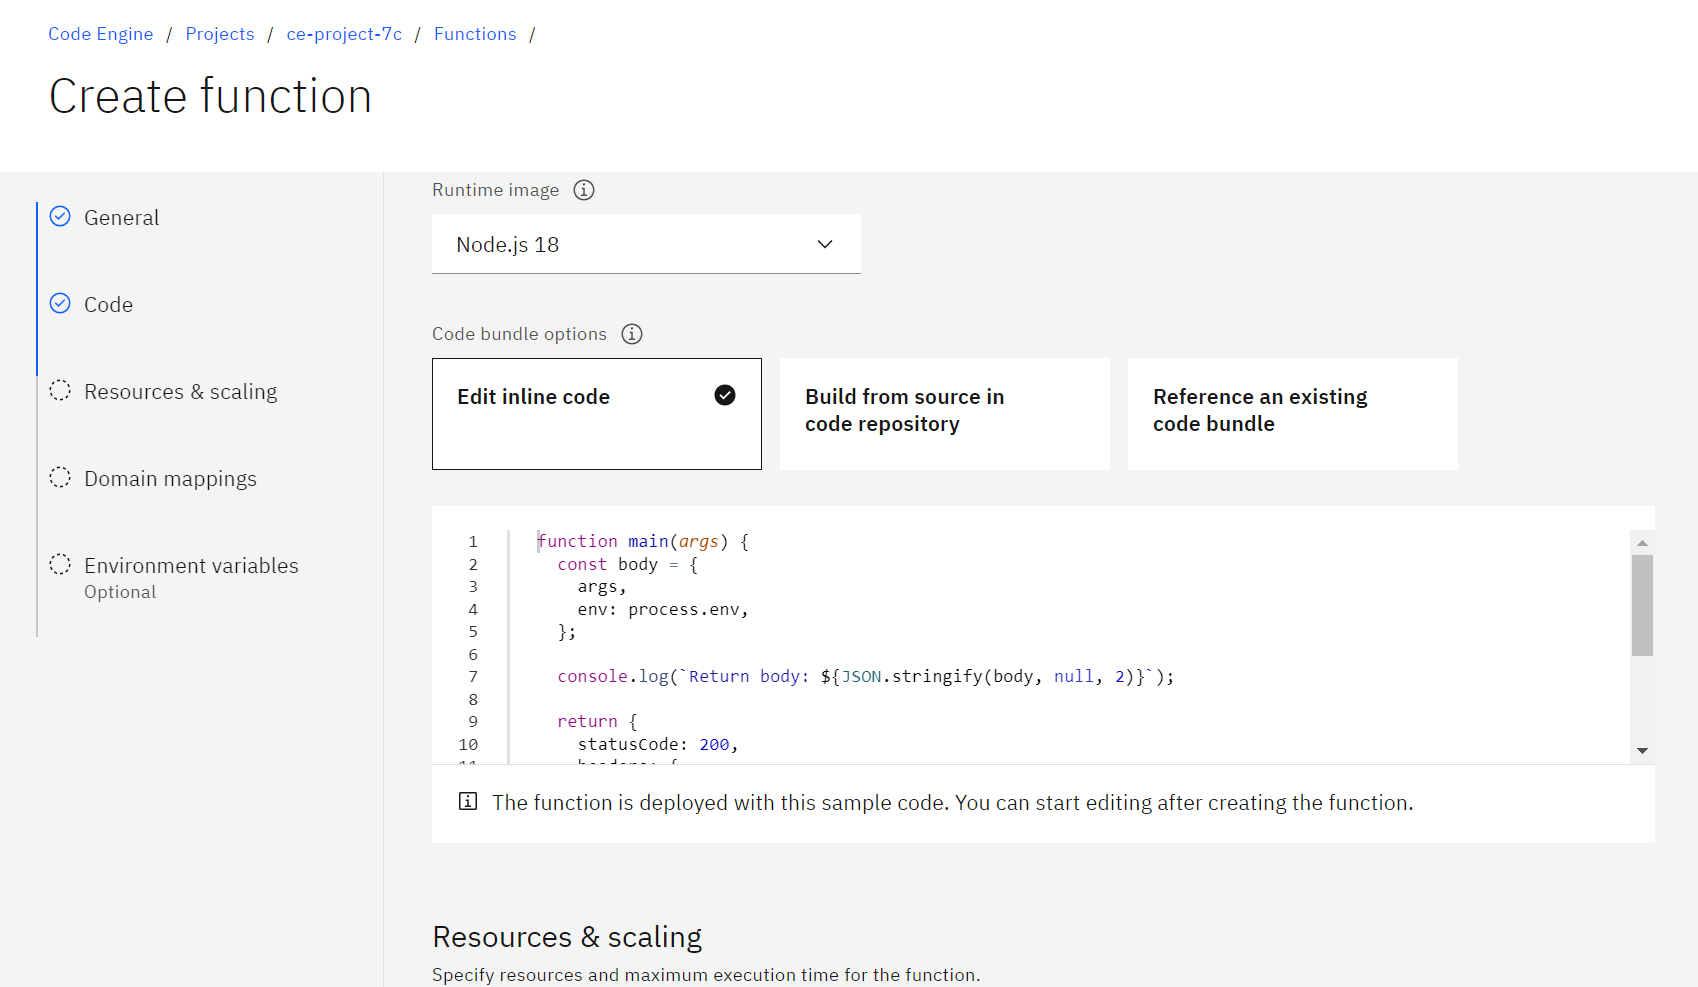 Code Engine / Projects / ce-project-7c / Functions /
Create function
General
Code
Resources & scaling
Domain mappings
Environment variables
Optional
Runtime image
Node.js 18
Code bundle options
Edit inline code
Build from source in
code repository
Reference an existing
code bundle
1 function main(args) {
2   const body = {
3     args,
4     env: process.env,
5   };
6
7   console.log(`Return body: ${JSON.stringify(body, null, 2)}`);
8
9   return {
10     statusCode: 200,
The function is deployed with this sample code. You can start editing after creating the function.
Resources & scaling
Specify resources and maximum execution time for the function.